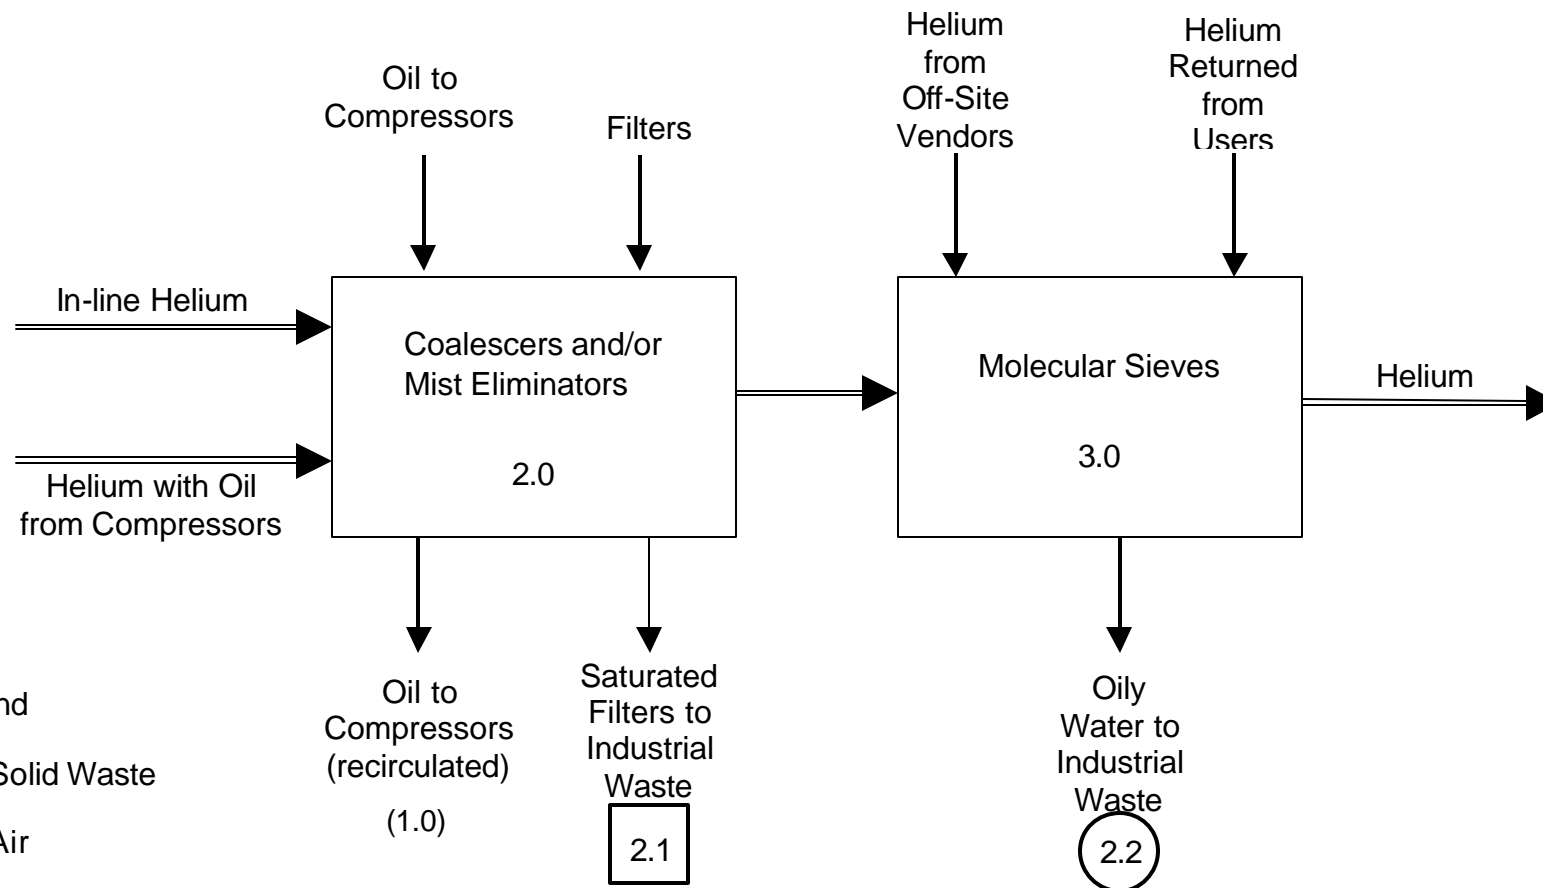 Helium
from
Off-Site
Vendors
Helium
Returned
from
Users
Oil to
Compressors
Filters
In-line Helium
Coalescers and/or
Mist Eliminators
2.0
Molecular Sieves
3.0
Helium
Helium with Oil
from Compressors
Oil to
Compressors
(recirculated)
(1.0)
Saturated
Filters to
Industrial
Waste
2.1
Oily
Water to
Industrial
Waste
2.2
Solid Waste
Air